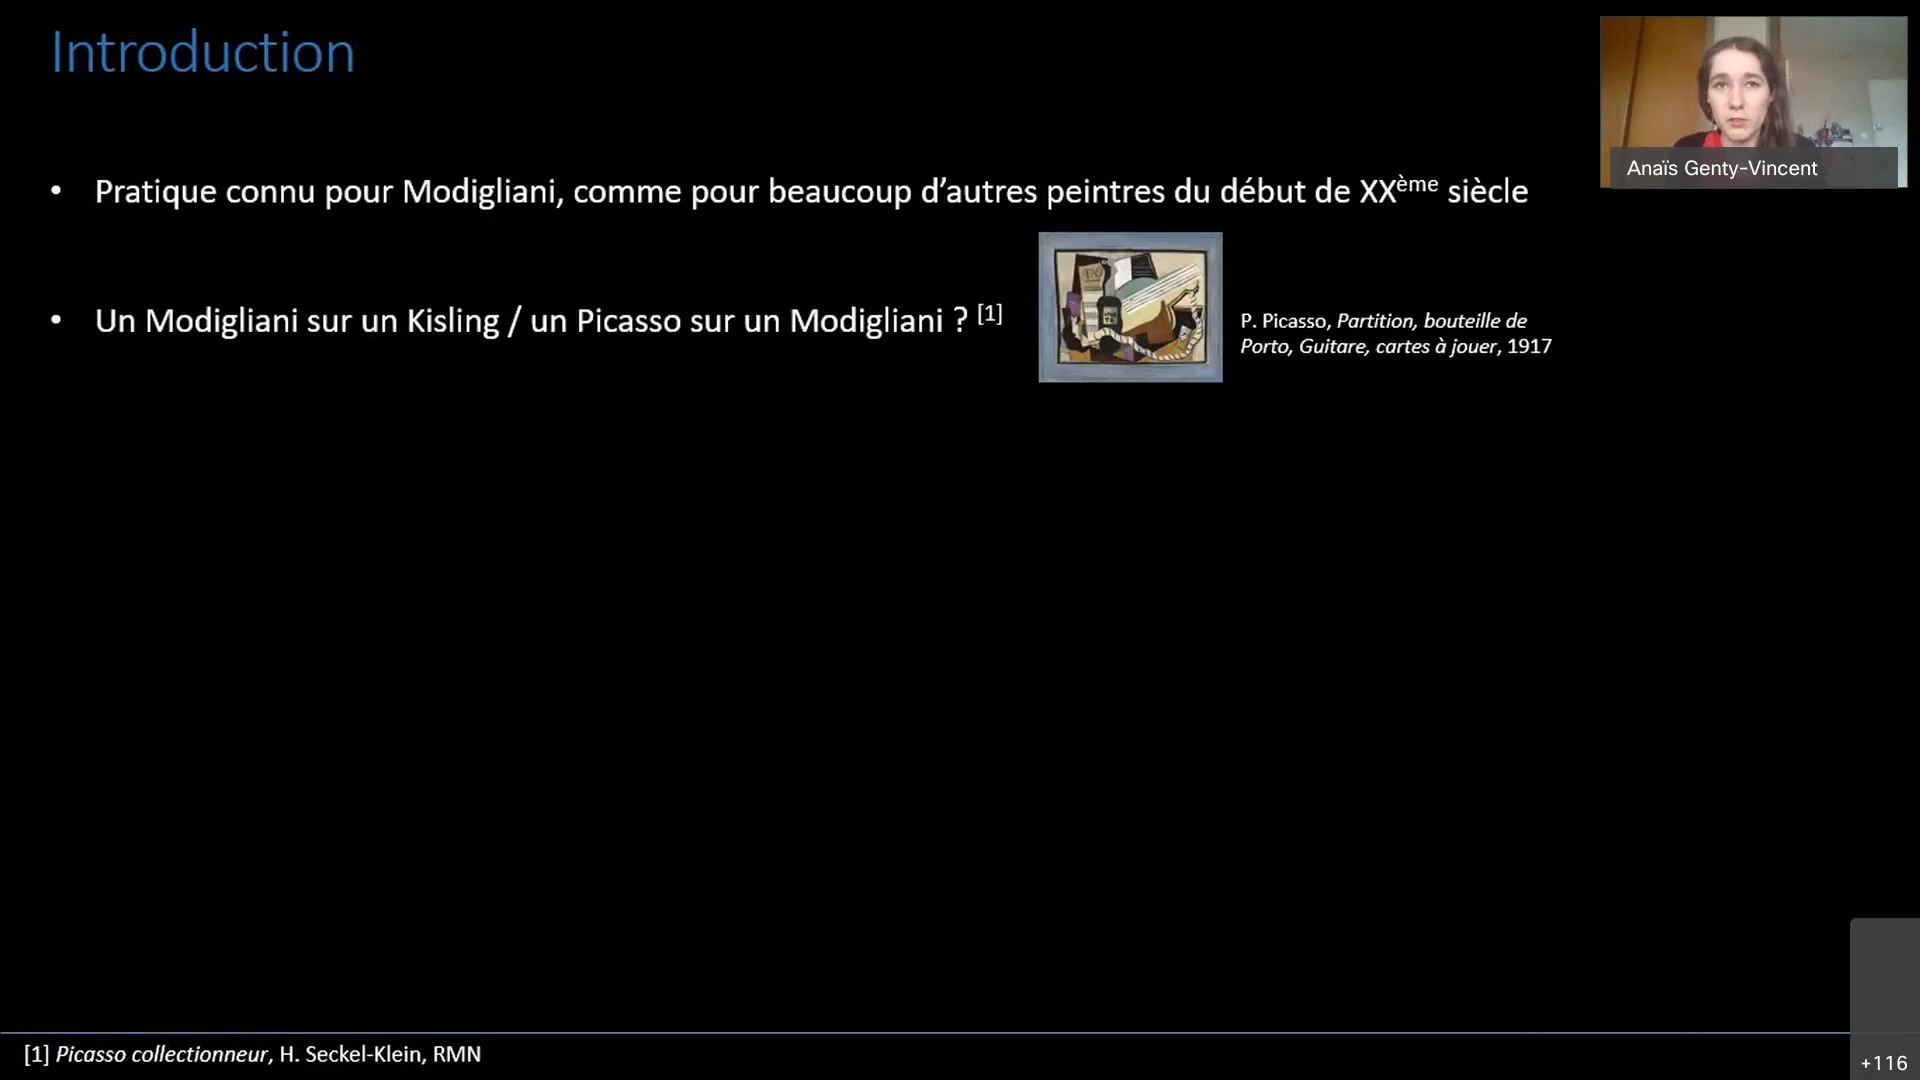 Introduction
Anaïs Genty-Vincent
• Pratique connu pour Modigliani, comme pour beaucoup d’autres peintres du début de XXème siècle
• Un Modigliani sur un Kisling / un Picasso sur un Modigliani ? [1]
P. Picasso, Partition, bouteille de
Porto, Guitare, cartes à jouer, 1917
[1] Picasso collectionneur, H. Seckel-Klein, RMN
+116